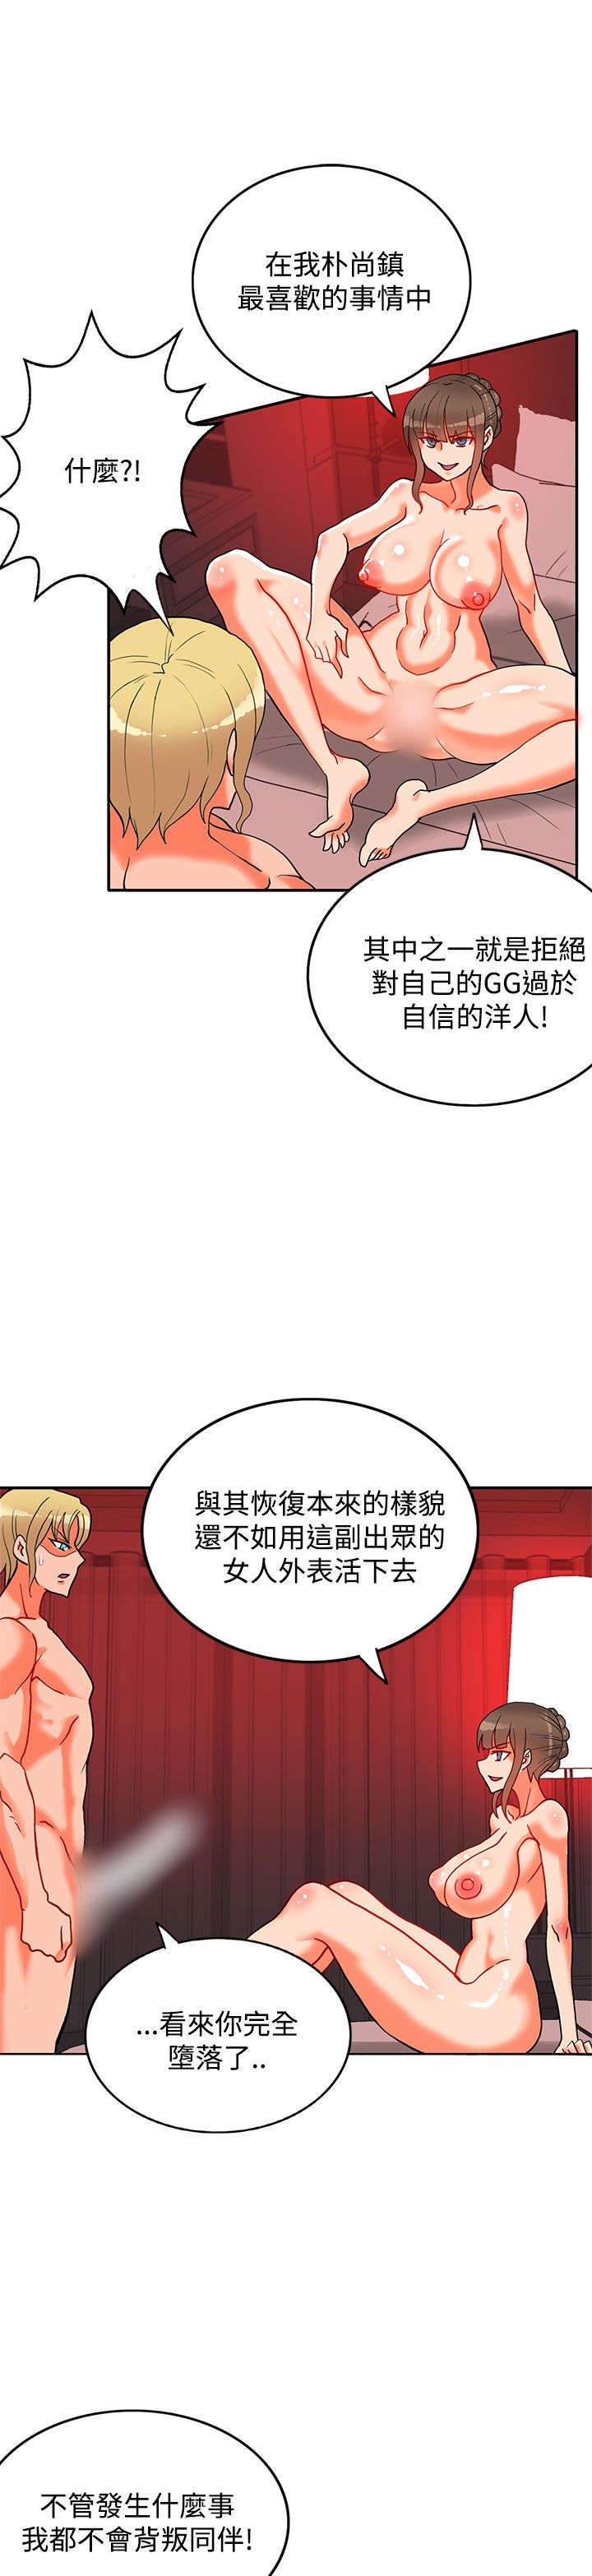 在我朴尚鎮
最喜歡的事情中
什麼?!
其中之一就是拒絕
對自己的GG過於
自信的洋人!
與其恢復本來的樣貌
還不如用這副出眾的
女人外表活下去
...看來你完全
墮落了..
不管發生什麼事
我都不會背叛同伴!